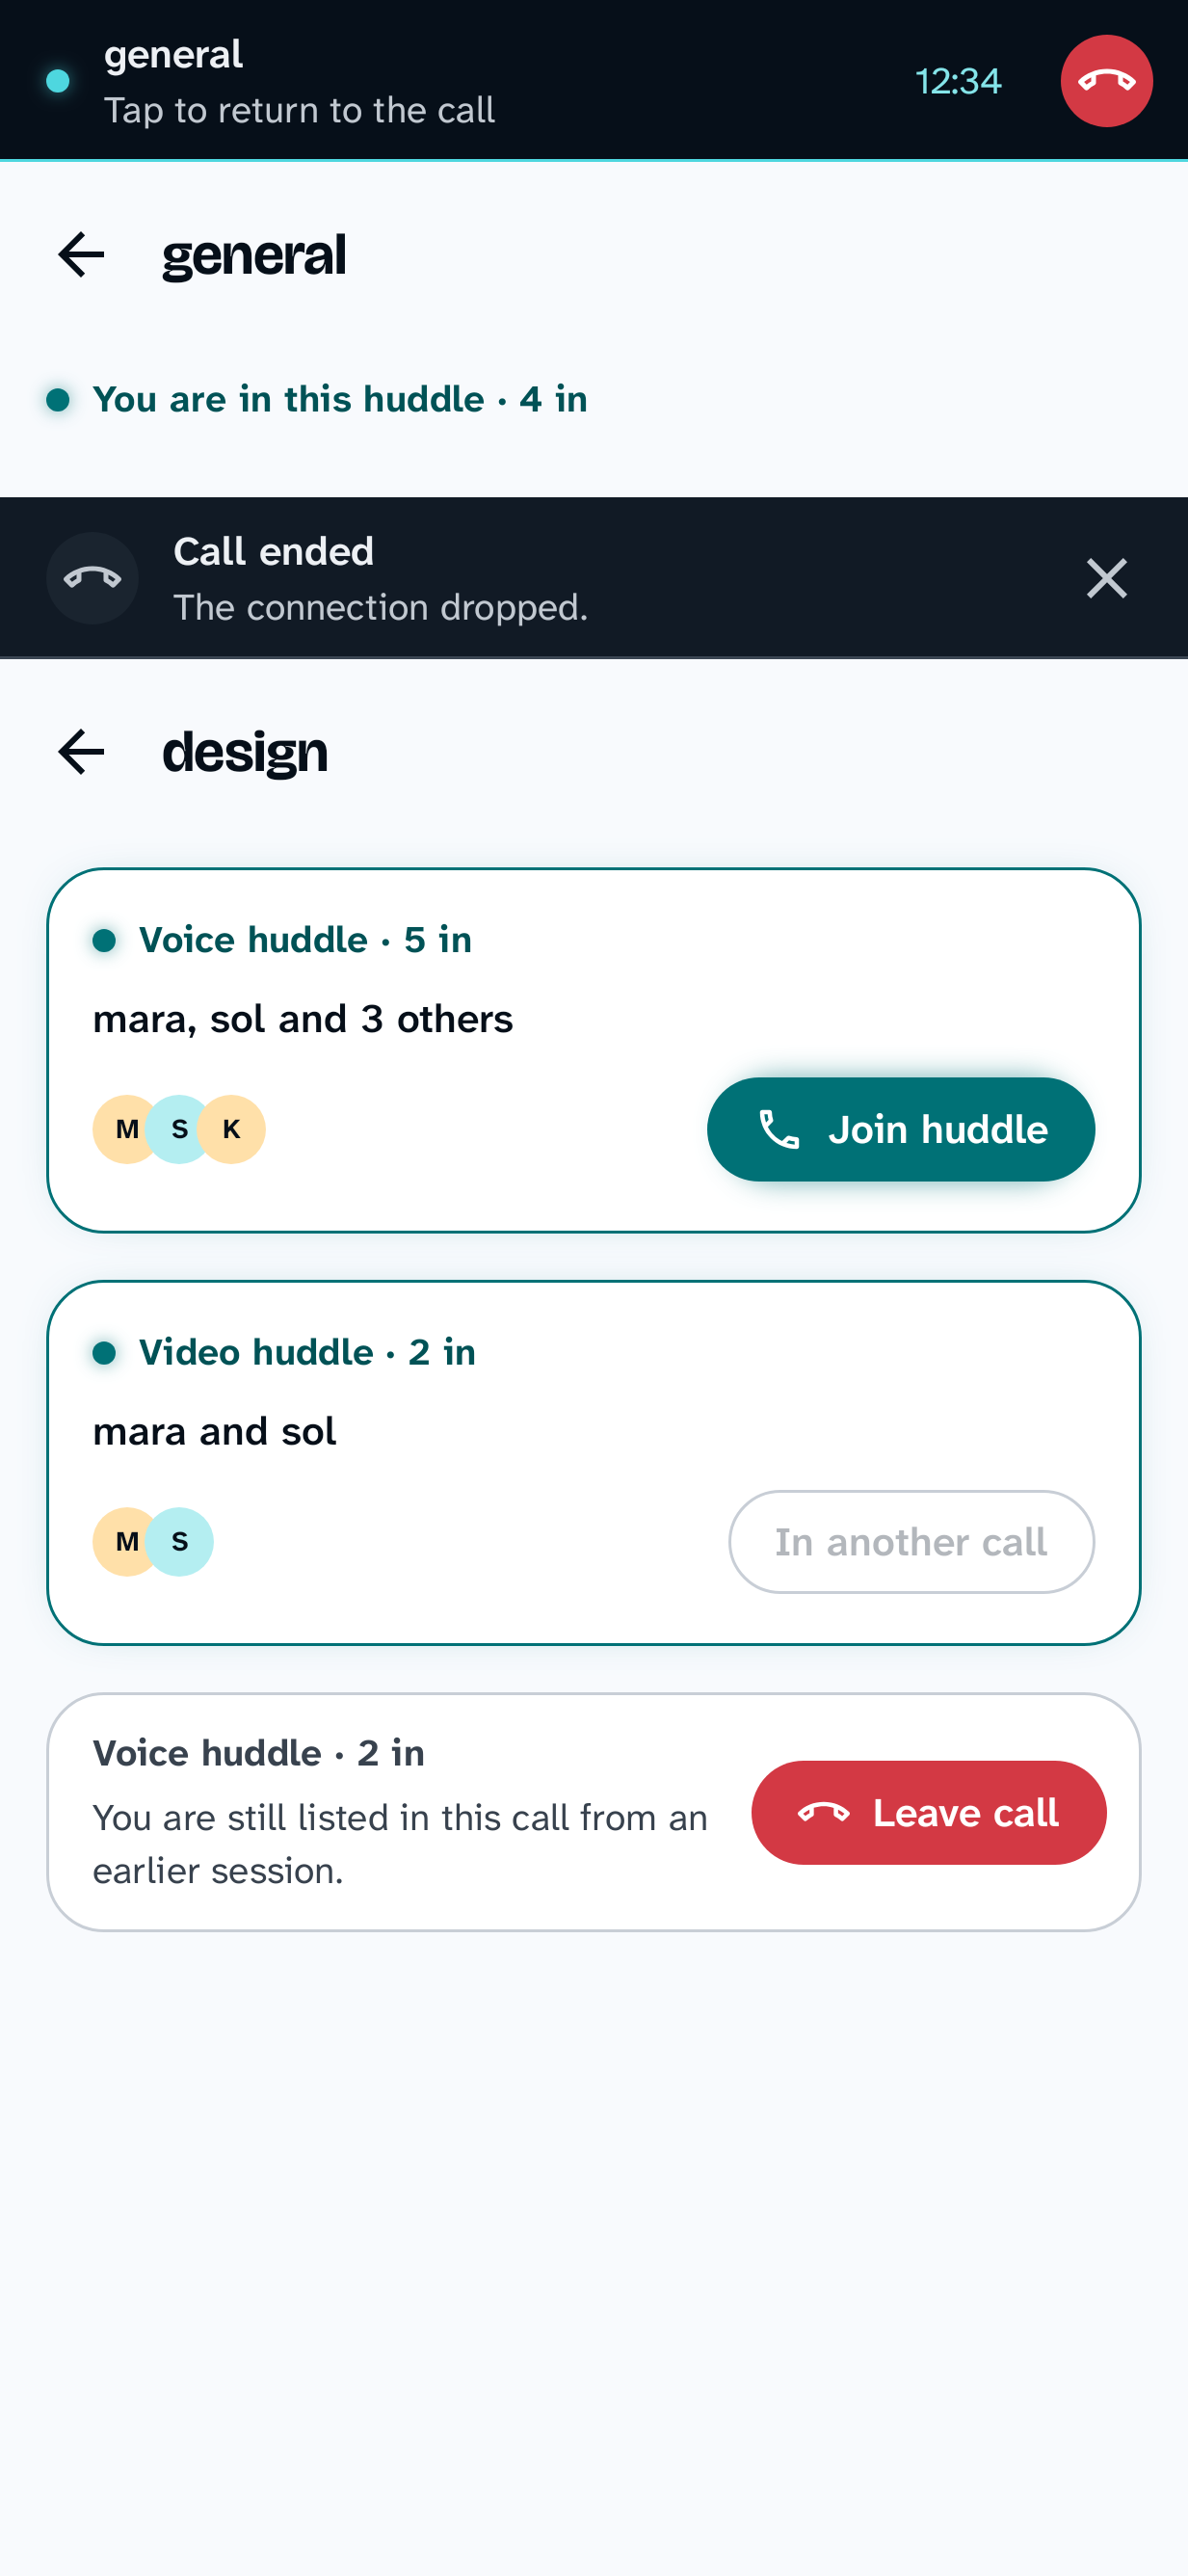 general
Tap to return to the call
12:34
general
You are in this huddle · 4 in
Call ended
The connection dropped.
design
Voice huddle · 5 in
mara, sol and 3 others
M S K
Join huddle
Video huddle · 2 in
mara and sol
M S
In another call
Voice huddle · 2 in
You are still listed in this call from an
earlier session.
Leave call